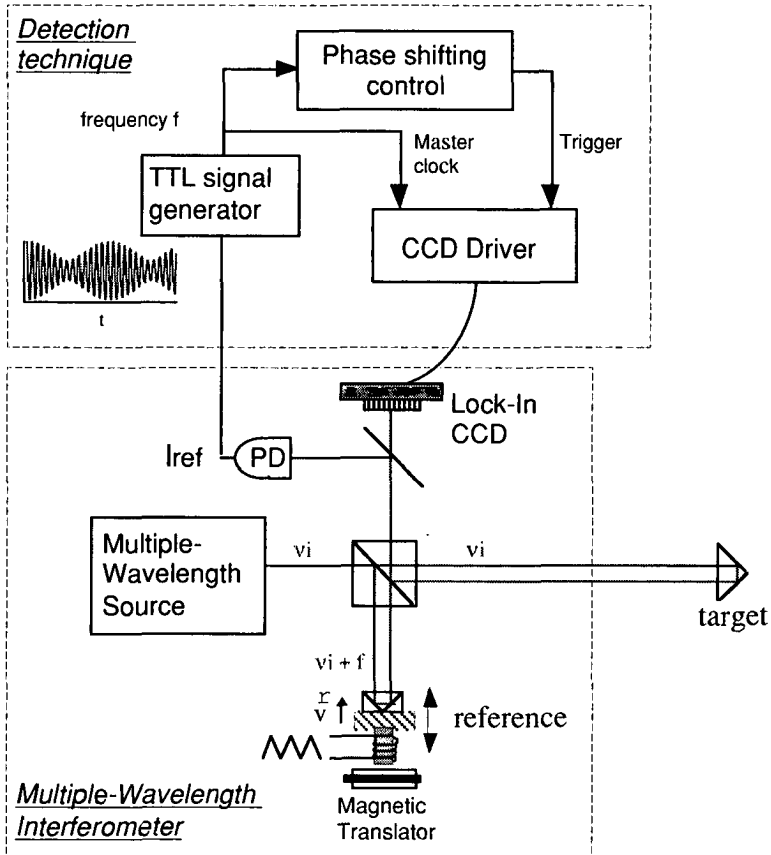 Detection
technique
Phase shifting
control
frequency f
Master
clock
Trigger
TTL signal
generator
CCD Driver
t
Lock-In
CCD
Iref
PD
Multiple-
Wavelength
Source
νi
νi
target
νi + f
r
v
reference
Magnetic
Translator
Multiple-Wavelength
Interferometer